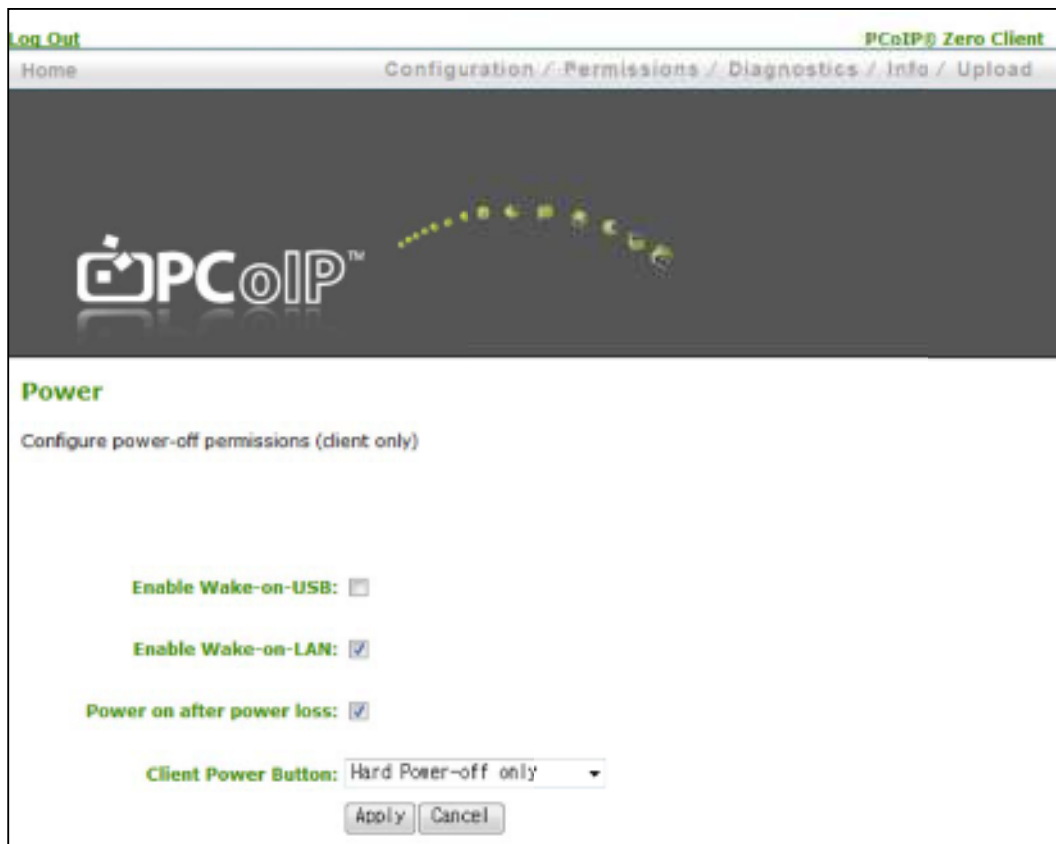 Log Out PCoIP® Zero Client
Home Configuration / Permissions / Diagnostics / Info / Upload
PCoIP™
Power
Configure power-off permissions (client only)
Enable Wake-on-USB:
Enable Wake-on-LAN:
Power on after power loss:
Client Power Button: Hard Power-off only
Apply Cancel